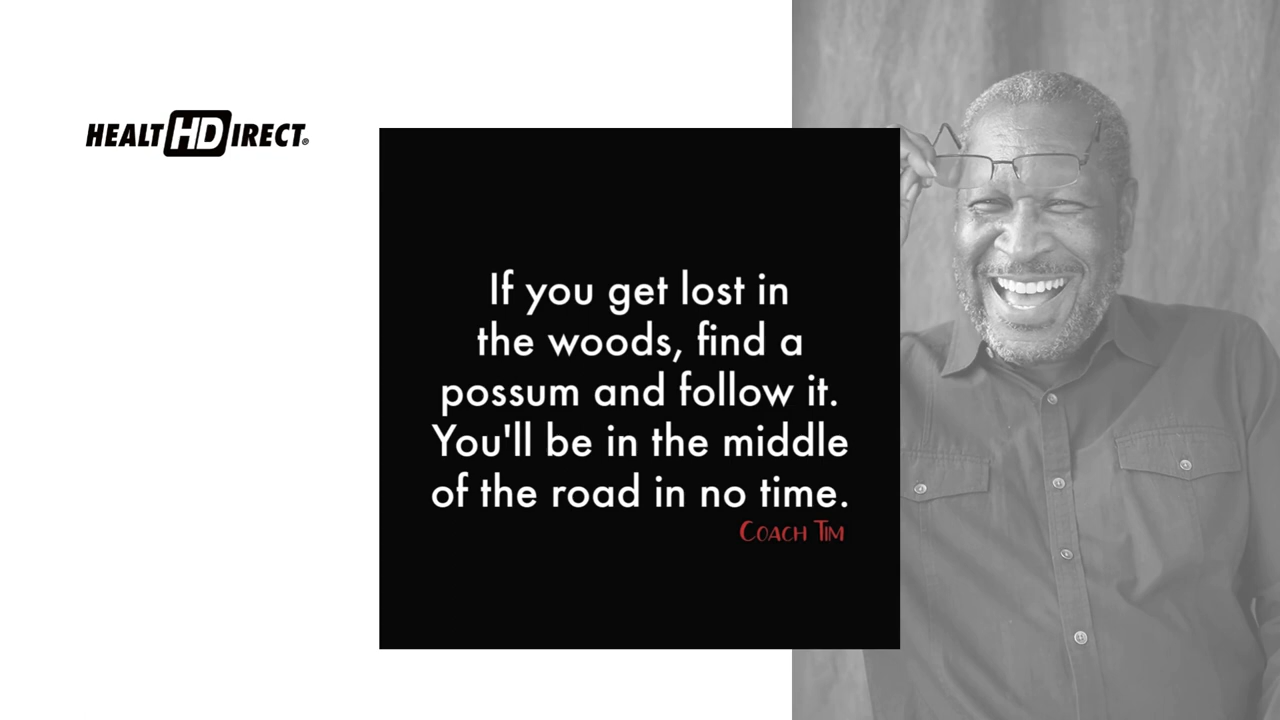 HEALTHDIRECT®
If you get lost in
the woods, find a
possum and follow it.
You'll be in the middle
of the road in no time.
COACH TIM